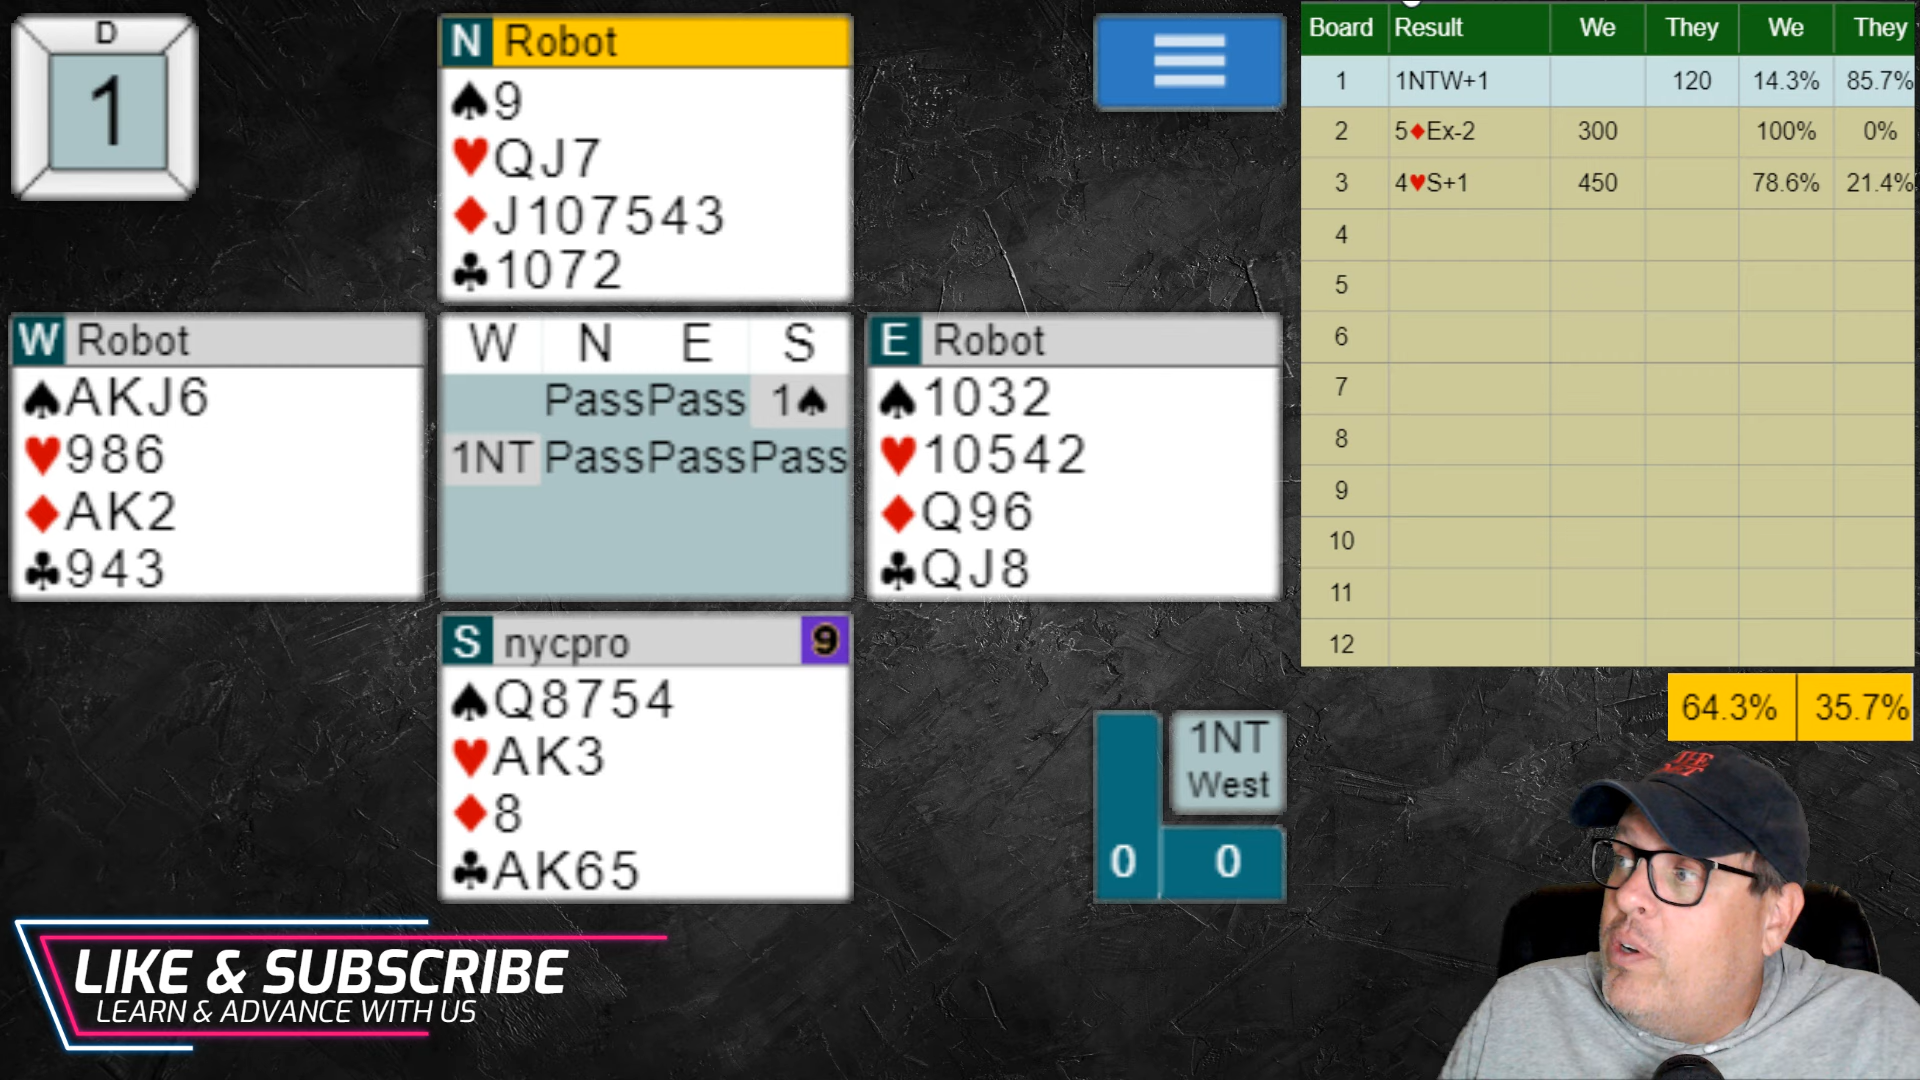 D
1
N Robot
♠9
♥QJ7
♦J107543
♣1072
W Robot
♠AKJ6
♥986
♦AK2
♣943
W N E S
Pass Pass 1♠
1NT Pass Pass Pass
E Robot
♠1032
♥10542
♦Q96
♣QJ8
S nycpro 9
♠Q8754
♥AK3
♦8
♣AK65
1NT
West
0 0
Board Result We They We They
1 1NTW+1 120 14.3% 85.7%
2 5♦Ex-2 300 100% 0%
3 4♥S+1 450 78.6% 21.4%
4
5
6
7
8
9
10
11
12
64.3% 35.7%
LIKE & SUBSCRIBE
LEARN & ADVANCE WITH US